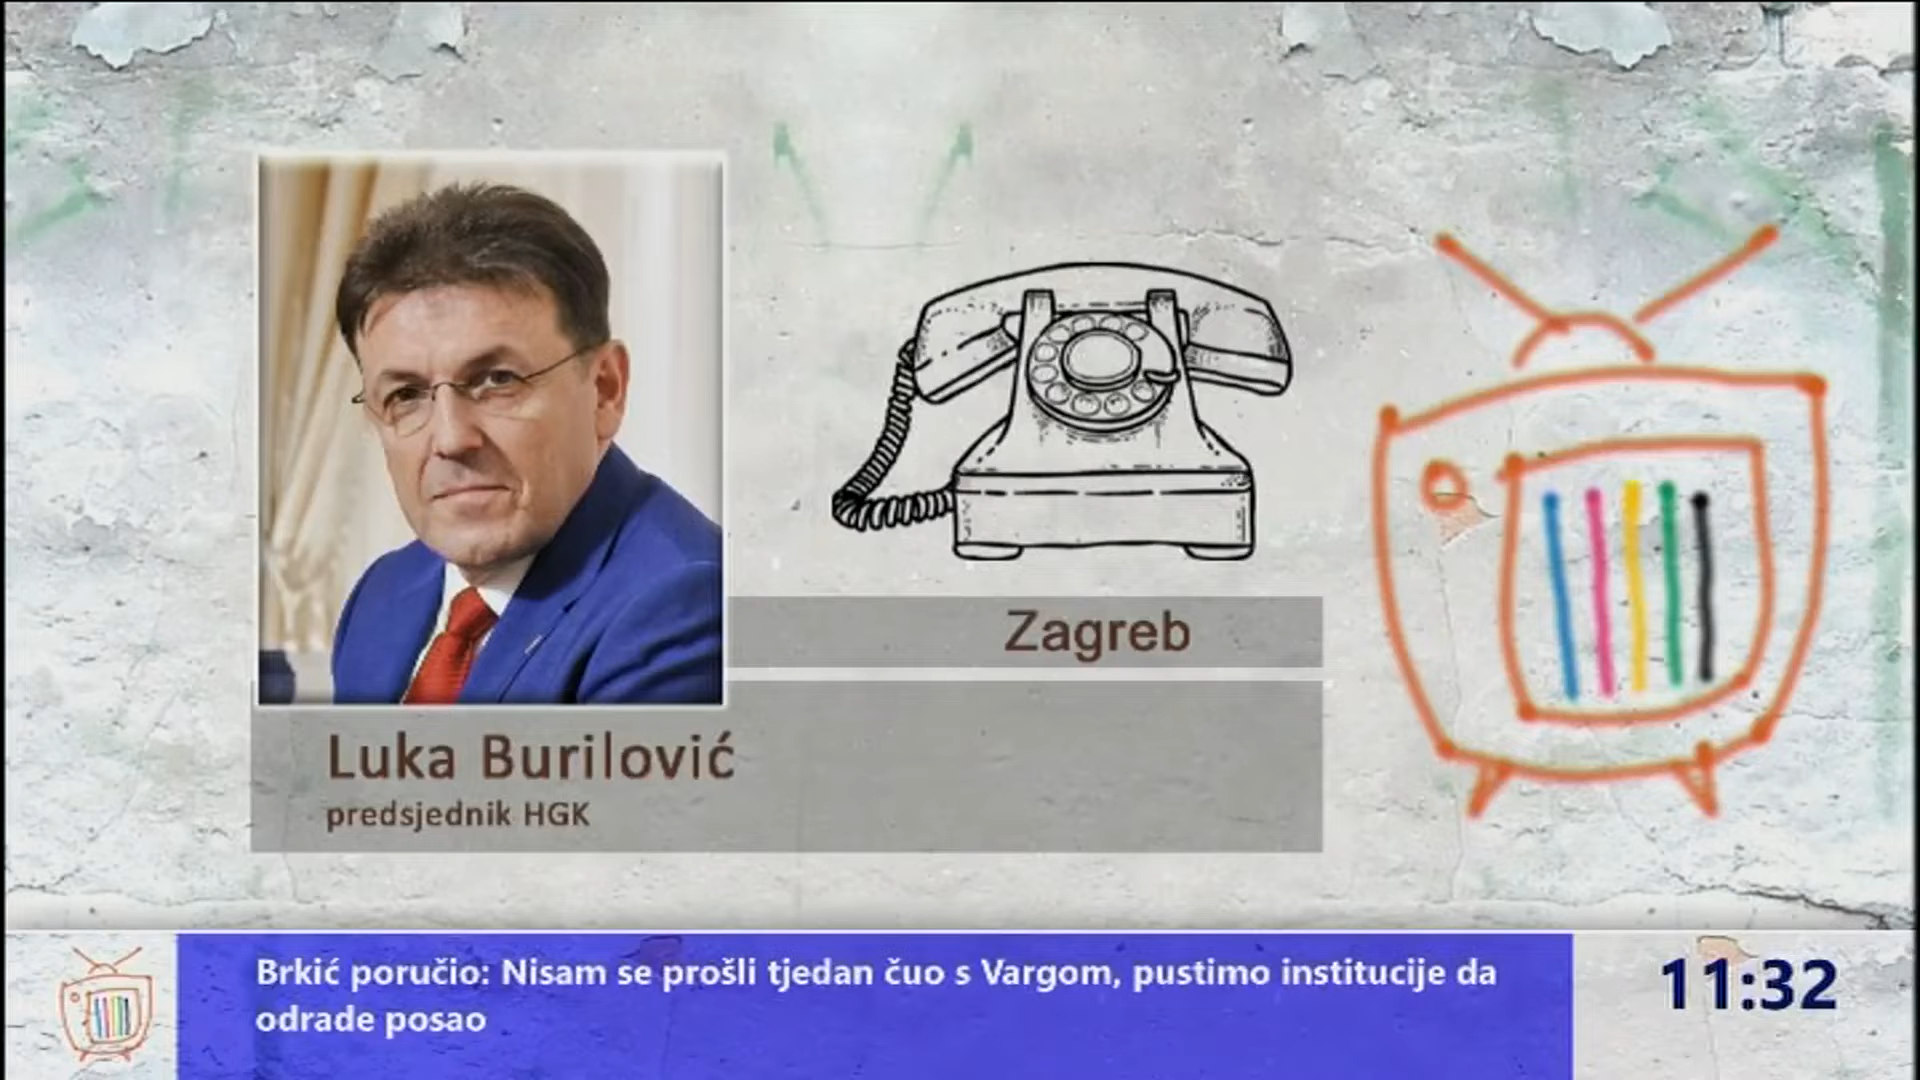 Zagreb
Luka Burilović
predsjednik HGK
Brkić poručio: Nisam se prošli tjedan čuo s Vargom, pustimo institucije da
odrade posao
11:32